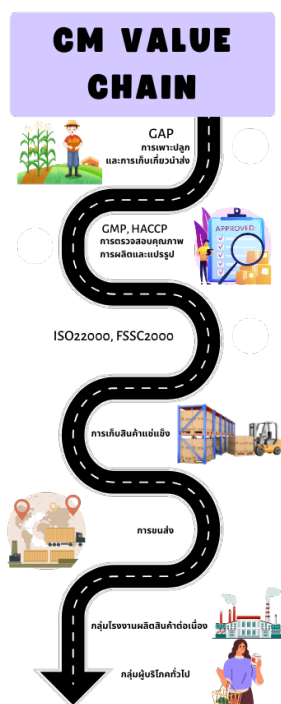 CM VALUE
CHAIN
GAP
การเพาะปลูก
และการเก็บเกี่ยวนำส่ง
GMP, HACCP
การตรวจสอบคุณภาพ
การผลิตและแปรรูป
APPROVED
ISO22000, FSSC2000
การเก็บสินค้าแช่แข็ง
การขนส่ง
กลุ่มโรงงานผลิตสินค้าต่อเนื่อง
กลุ่มผู้บริโภคทั่วไป